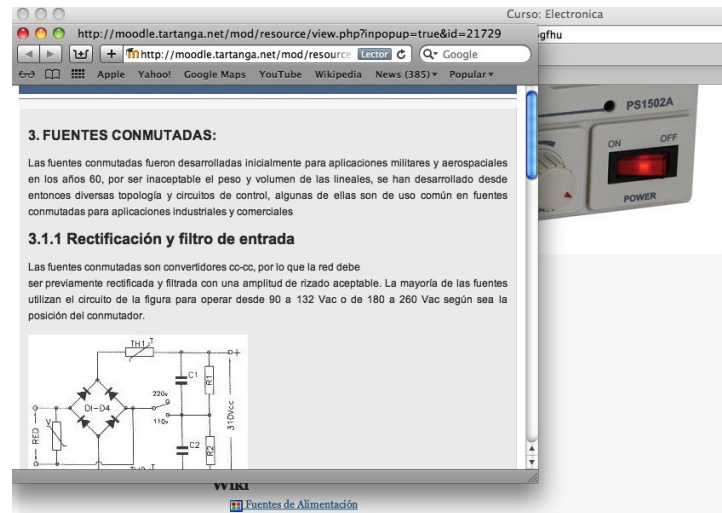 Curso: Electronica
http://moodle.tartanga.net/mod/resource/view.php?inpopup=true&id=21729
gfhu
http://moodle.tartanga.net/mod/resource Lector Google
Apple Yahoo! Google Maps YouTube Wikipedia News (385) Popular
3. FUENTES CONMUTADAS:
Las fuentes conmutadas fueron desarrolladas inicialmente para aplicaciones militares y aerospaciales
en los años 60, por ser inaceptable el peso y volumen de las lineales, se han desarrollado desde
entonces diversas topología y circuitos de control, algunas de ellas son de uso común en fuentes
conmutadas para aplicaciones industriales y comerciales
3.1.1 Rectificación y filtro de entrada
Las fuentes conmutadas son convertidores cc-cc, por lo que la red debe
ser previamente rectificada y filtrada con una amplitud de rizado aceptable. La mayoría de las fuentes
utilizan el circuito de la figura para operar desde 90 a 132 Vac o de 180 a 260 Vac según sea la
posición del conmutador.
TH1 T
C1
R1
220v
D1-D4
110v
310Vcc
RED
V
C2
R2
PS1502A
ON OFF
POWER
Wiki
Fuentes de Alimentación